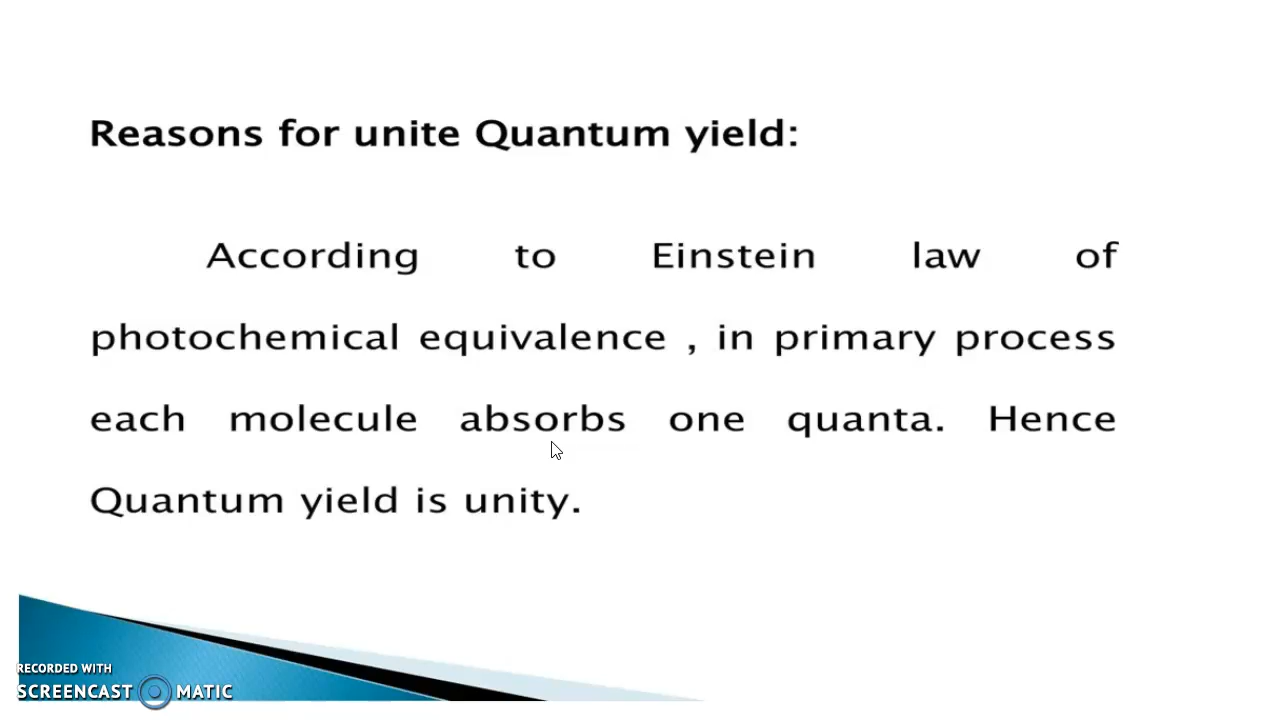 Reasons for unite Quantum yield:
According to Einstein law of
photochemical equivalence , in primary process
each molecule absorbs one quanta. Hence
Quantum yield is unity.
RECORDED WITH
SCREENCAST MATIC